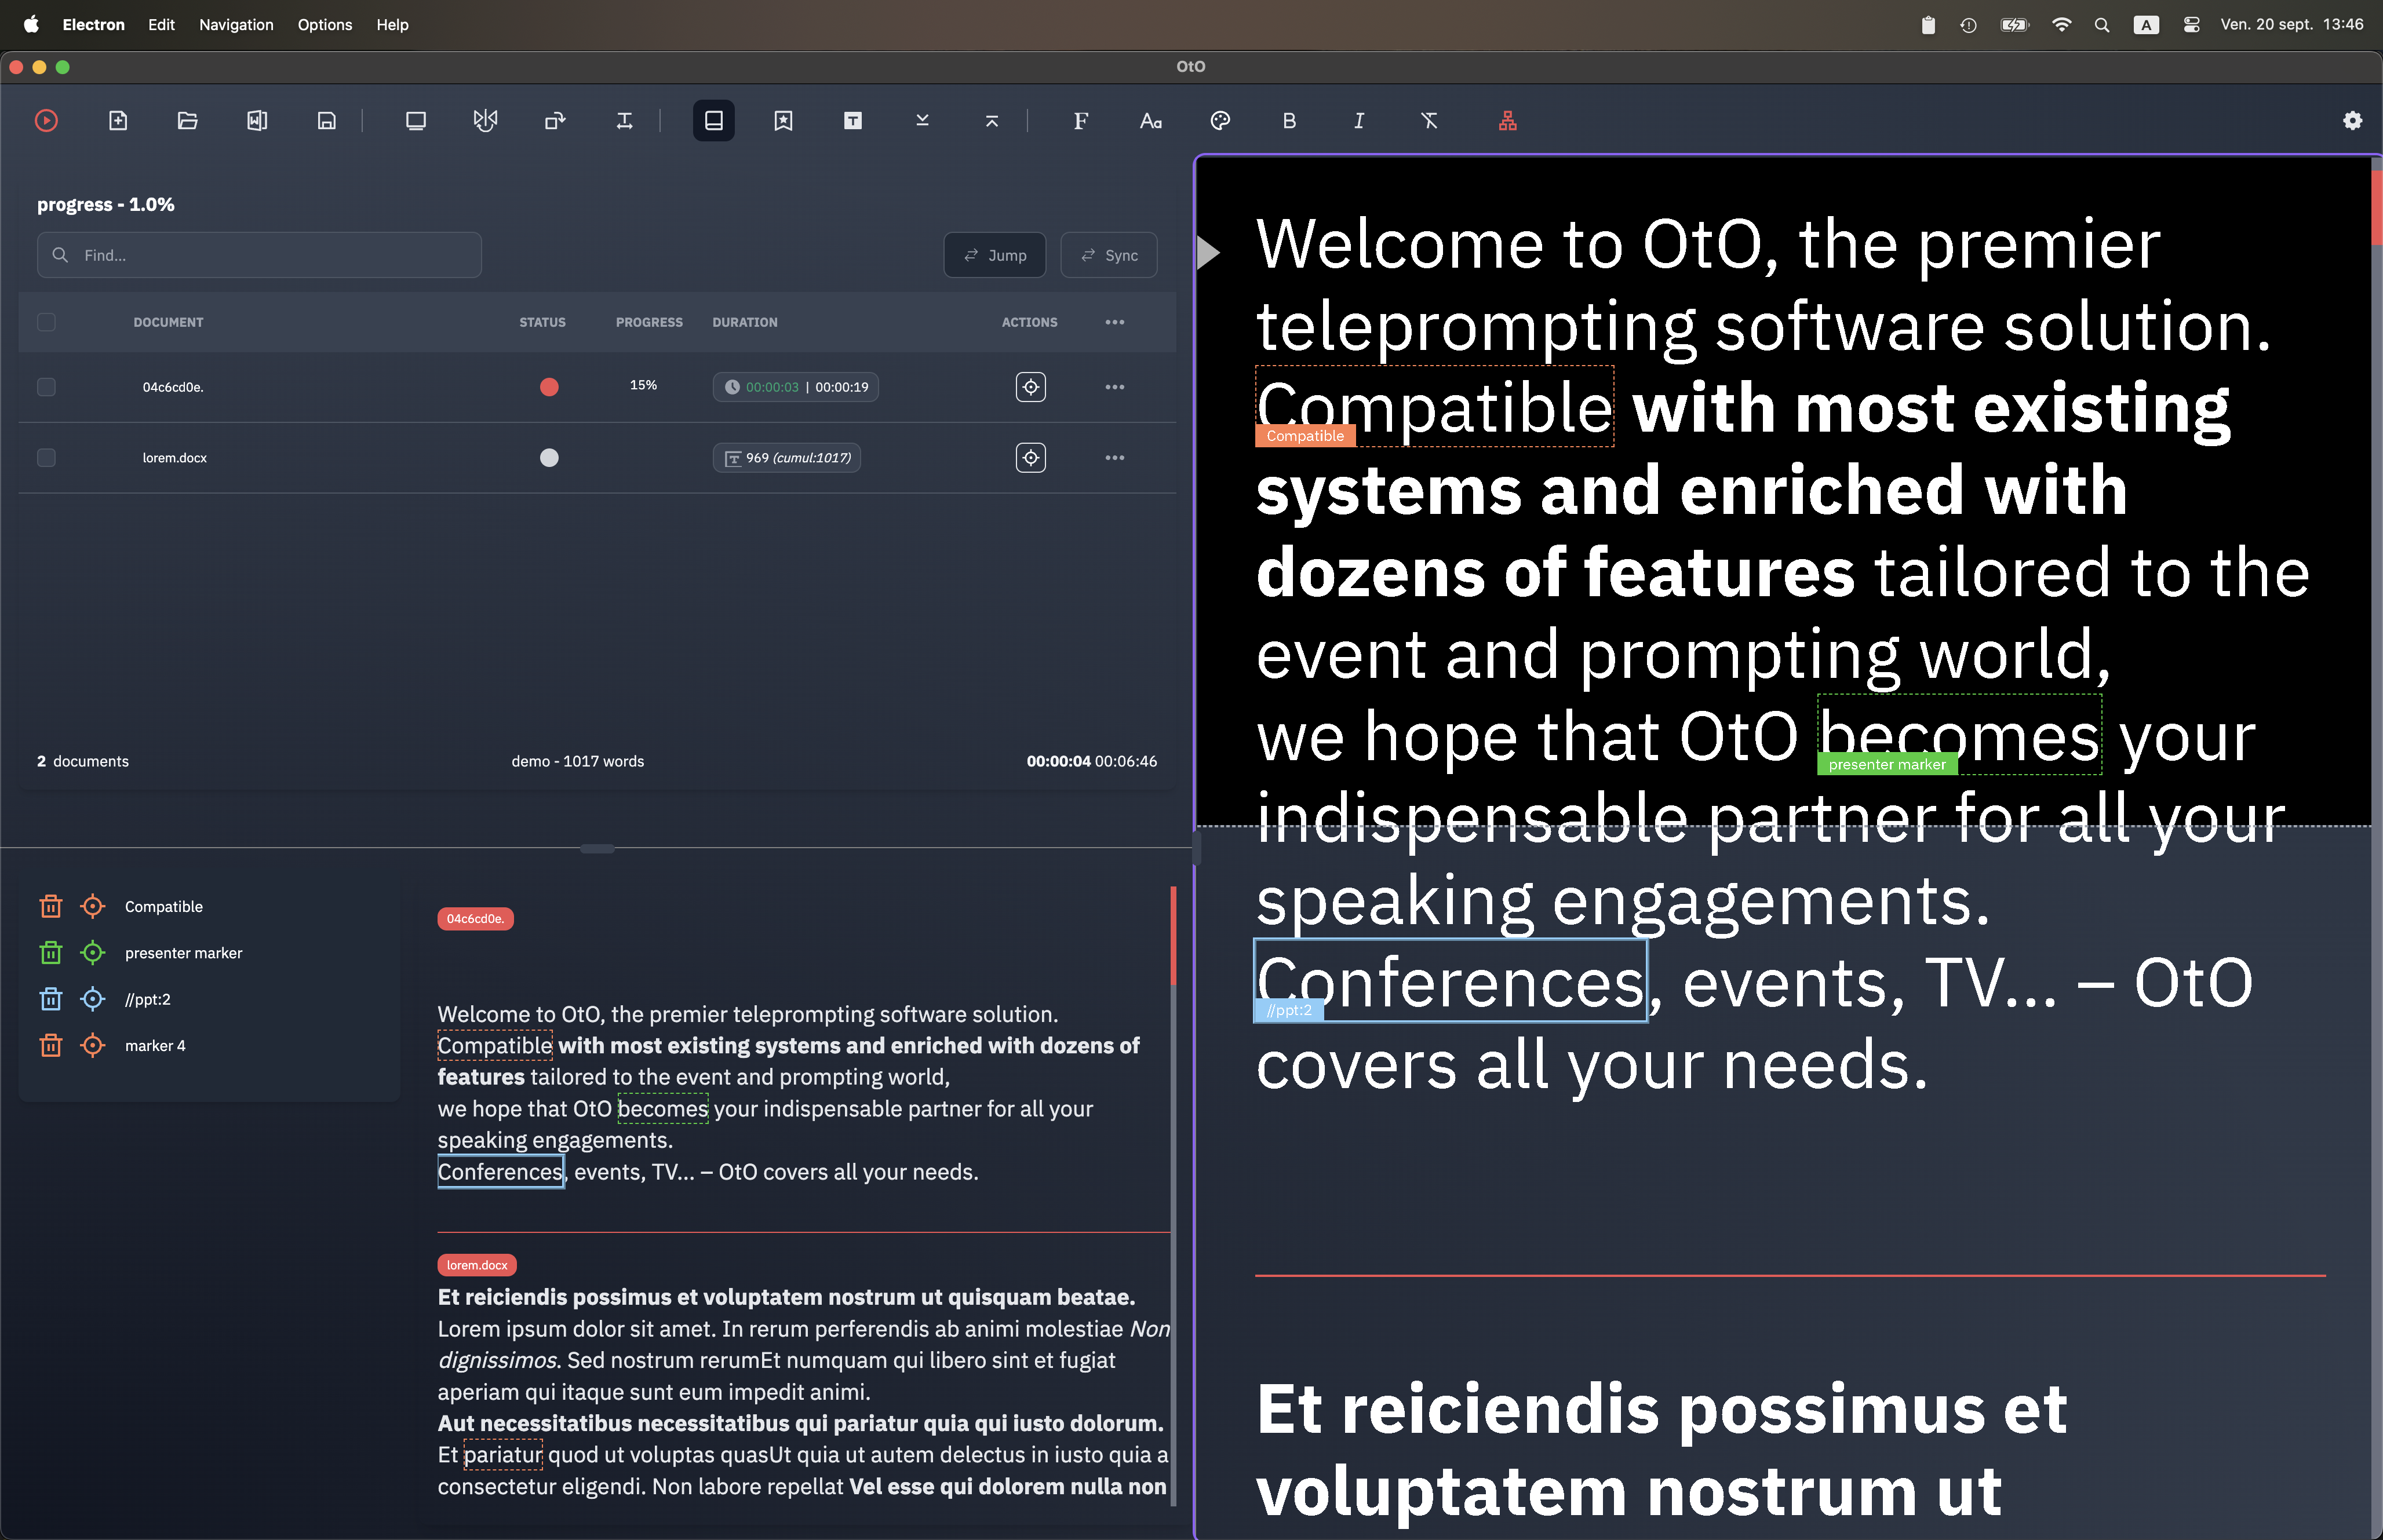 Electron Edit Navigation Options Help
A Ven. 20 sept. 13:46
OtO
W T T F Aa B I
progress - 1.0%
Find...
Jump Sync
DOCUMENT STATUS PROGRESS DURATION ACTIONS
04c6cd0e. 15% 00:00:03 | 00:00:19
lorem.docx 969 (cumul:1017)
2 documents demo - 1017 words 00:00:04 00:06:46
Compatible
presenter marker
//ppt:2
marker 4
04c6cd0e.
Welcome to OtO, the premier teleprompting software solution.
Compatible with most existing systems and enriched with dozens of
features tailored to the event and prompting world,
we hope that OtO becomes your indispensable partner for all your
speaking engagements.
Conferences, events, TV... – OtO covers all your needs.
lorem.docx
Et reiciendis possimus et voluptatem nostrum ut quisquam beatae.
Lorem ipsum dolor sit amet. In rerum perferendis ab animi molestiae Non
dignissimos. Sed nostrum rerumEt numquam qui libero sint et fugiat
aperiam qui itaque sunt eum impedit animi.
Aut necessitatibus necessitatibus qui pariatur quia qui iusto dolorum.
Et pariatur quod ut voluptas quasUt quia ut autem delectus in iusto quia a
consectetur eligendi. Non labore repellat Vel esse qui dolorem nulla non
Welcome to OtO, the premier
teleprompting software solution.
Compatible with most existing
Compatible
systems and enriched with
dozens of features tailored to the
event and prompting world,
we hope that OtO becomes your
presenter marker
indispensable partner for all your
speaking engagements.
Conferences, events, TV... – OtO
//ppt:2
covers all your needs.
Et reiciendis possimus et
voluptatem nostrum ut